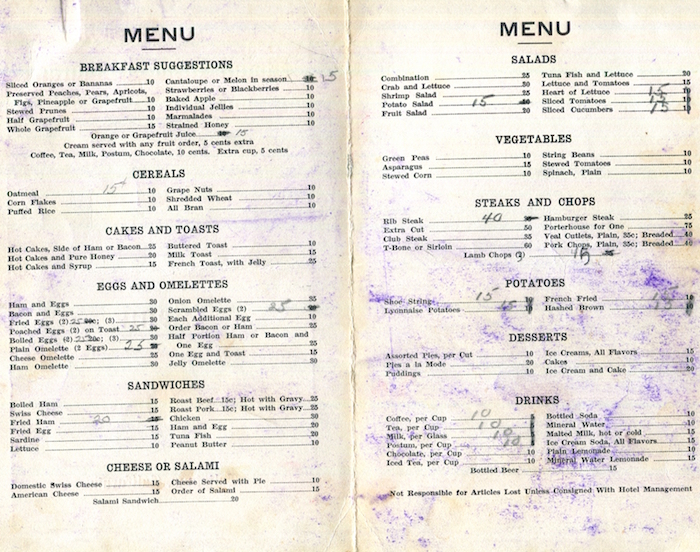 MENU
BREAKFAST SUGGESTIONS
Sliced Oranges or Bananas 10
Preserved Peaches, Pears, Apricots,
Figs, Pineapple or Grapefruit 10
Stewed Prunes 10
Half Grapefruit 10
Whole Grapefruit 15
Cantaloupe or Melon in season 15
Strawberries or Blackberries 10
Baked Apple 10
Individual Jellies 10
Marmalades 10
Strained Honey 10
Orange or Grapefruit Juice 15
Cream served with any fruit order, 5 cents extra
Coffee, Tea, Milk, Postum, Chocolate, 10 cents. Extra cup, 5 cents
CEREALS
Oatmeal 15 10
Corn Flakes 10
Puffed Rice 10
Grape Nuts 10
Shredded Wheat 10
All Bran 10
CAKES AND TOASTS
Hot Cakes, Side of Ham or Bacon 25
Hot Cakes and Pure Honey 20
Hot Cakes and Syrup 15
Buttered Toast 10
Milk Toast 15
French Toast, with Jelly 25
EGGS AND OMELETTES
Ham and Eggs 30
Bacon and Eggs 30
Fried Eggs (2) 25 20c; (3) 30
Poached Eggs (2) on Toast 25
Boiled Eggs (2) 25 20c; (3) 30
Plain Omelette (2 Eggs) 25
Cheese Omelette 25
Ham Omelette 30
Onion Omelette 25
Scrambled Eggs (2) 25
Each Additional Egg 10
Order Bacon or Ham 25
Half Portion Ham or Bacon and
One Egg 25
One Egg and Toast 15
Jelly Omelette 30
SANDWICHES
Boiled Ham 15
Swiss Cheese 15
Fried Ham 20 15
Fried Egg 15
Sardine 15
Lettuce 10
Roast Beef 15c; Hot with Gravy 25
Roast Pork 15c; Hot with Gravy 25
Chicken 30
Ham and Egg 20
Tuna Fish 20
Peanut Butter 10
CHEESE OR SALAMI
Domestic Swiss Cheese 15
American Cheese 15
Cheese Served with Pie 10
Order of Salami 15
Salami Sandwich 20
MENU
SALADS
Combination 25
Crab and Lettuce 30
Shrimp Salad 25
Potato Salad 15
Fruit Salad 20
Tuna Fish and Lettuce 20
Lettuce and Tomatoes 15
Heart of Lettuce 15
Sliced Tomatoes 15
Sliced Cucumbers 15
VEGETABLES
Green Peas 10
Asparagus 15
Stewed Corn 10
String Beans 10
Stewed Tomatoes 10
Spinach, Plain 10
STEAKS AND CHOPS
Rib Steak 40
Extra Cut 50
Club Steak 35
T-Bone or Sirloin 60
Hamburger Steak 25
Porterhouse for One 75
Veal Cutlets, Plain, 35c; Breaded 40
Pork Chops, Plain, 35c; Breaded 40
Lamb Chops
POTATOES
Shoe Strings 15
Lyonnaise Potatoes 15
French Fried
Hashed Brown 15
DESSERTS
Assorted Pies, per Cut 10
Pies a la Mode 20
Puddings 10
Ice Creams, All Flavors 15
Cakes 10
Ice Cream and Cake 20
DRINKS
Coffee, per Cup 10
Tea, per Cup 10
Milk, per Glass 10
Postum, per Cup 10
Chocolate, per Cup 10
Iced Tea, per Cup 10
Bottled Soda 10
Mineral Water 10
Malted Milk, hot or cold 15
Ice Cream Soda, All Flavors 15
Plain Lemonade 10
Mineral Water Lemonade 15
Bottled Beer 15
Not Responsible for Articles Lost Unless Consigned With Hotel Management